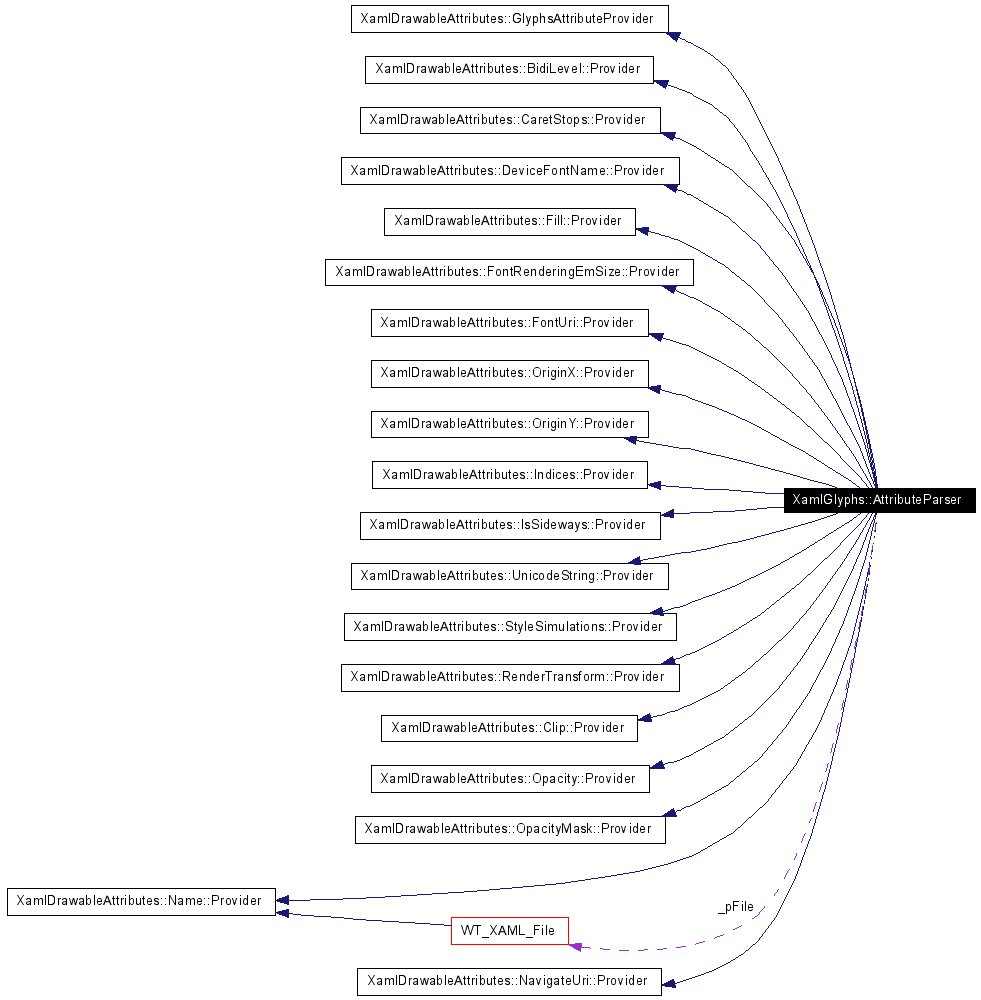 XamlDrawableAttributes::GlyphsAttributeProvider
XamlDrawableAttributes::BidiLevel::Provider
XamlDrawableAttributes::CaretStops::Provider
XamlDrawableAttributes::DeviceFontName::Provider
XamlDrawableAttributes::Fill::Provider
XamlDrawableAttributes::FontRenderingEmSize::Provider
XamlDrawableAttributes::FontUri::Provider
XamlDrawableAttributes::OriginX::Provider
XamlDrawableAttributes::OriginY::Provider
XamlDrawableAttributes::Indices::Provider
XamlGlyphs::AttributeParser
XamlDrawableAttributes::IsSideways::Provider
XamlDrawableAttributes::UnicodeString::Provider
XamlDrawableAttributes::StyleSimulations::Provider
XamlDrawableAttributes::RenderTransform::Provider
XamlDrawableAttributes::Clip::Provider
XamlDrawableAttributes::Opacity::Provider
XamlDrawableAttributes::OpacityMask::Provider
XamlDrawableAttributes::Name::Provider
_pFile
WT_XAML_File
XamlDrawableAttributes::NavigateUri::Provider